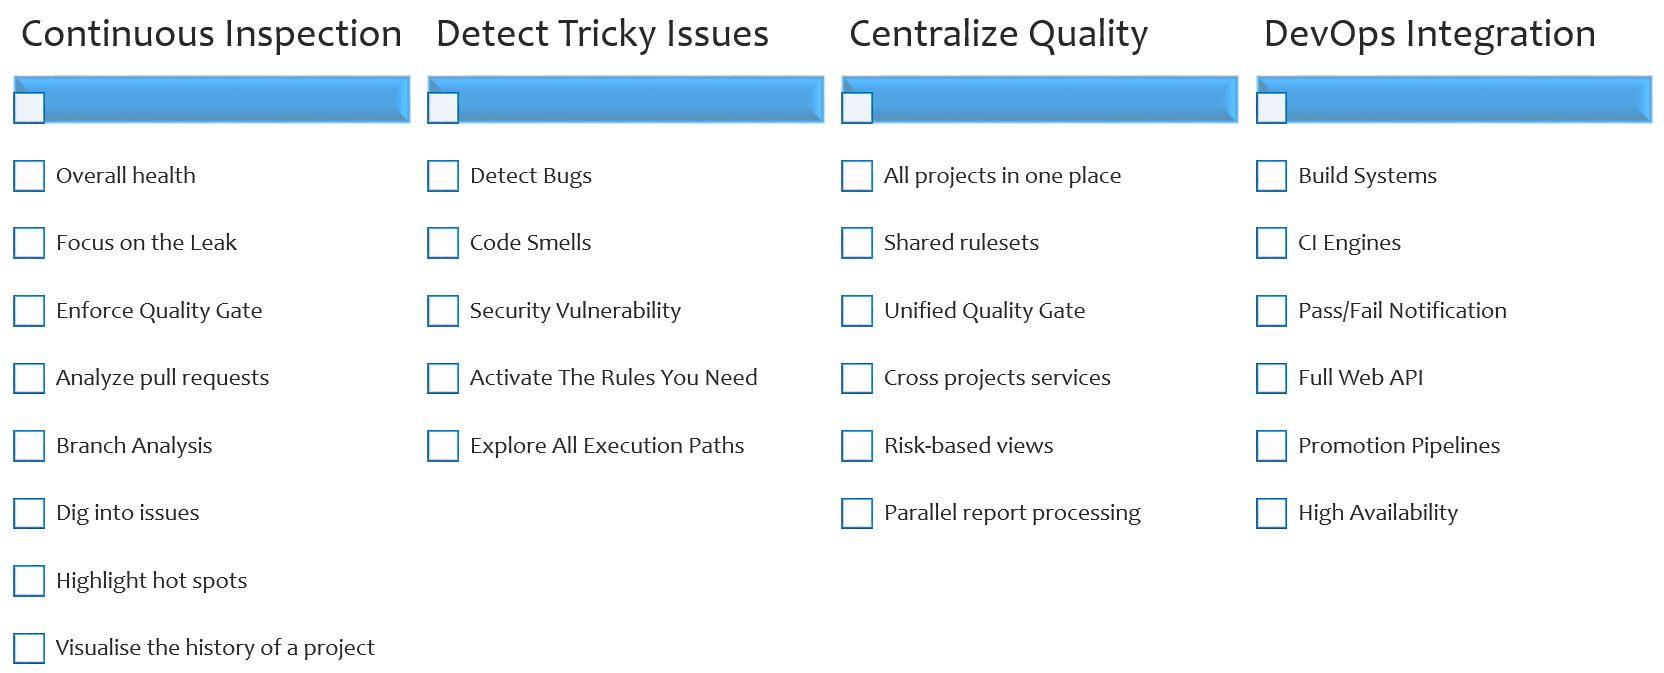 Continuous Inspection
Overall health
Focus on the Leak
Enforce Quality Gate
Analyze pull requests
Branch Analysis
Dig into issues
Highlight hot spots
Visualise the history of a project
Detect Tricky Issues
Detect Bugs
Code Smells
Security Vulnerability
Activate The Rules You Need
Explore All Execution Paths
Centralize Quality
All projects in one place
Shared rulesets
Unified Quality Gate
Cross projects services
Risk-based views
Parallel report processing
DevOps Integration
Build Systems
CI Engines
Pass/Fail Notification
Full Web API
Promotion Pipelines
High Availability